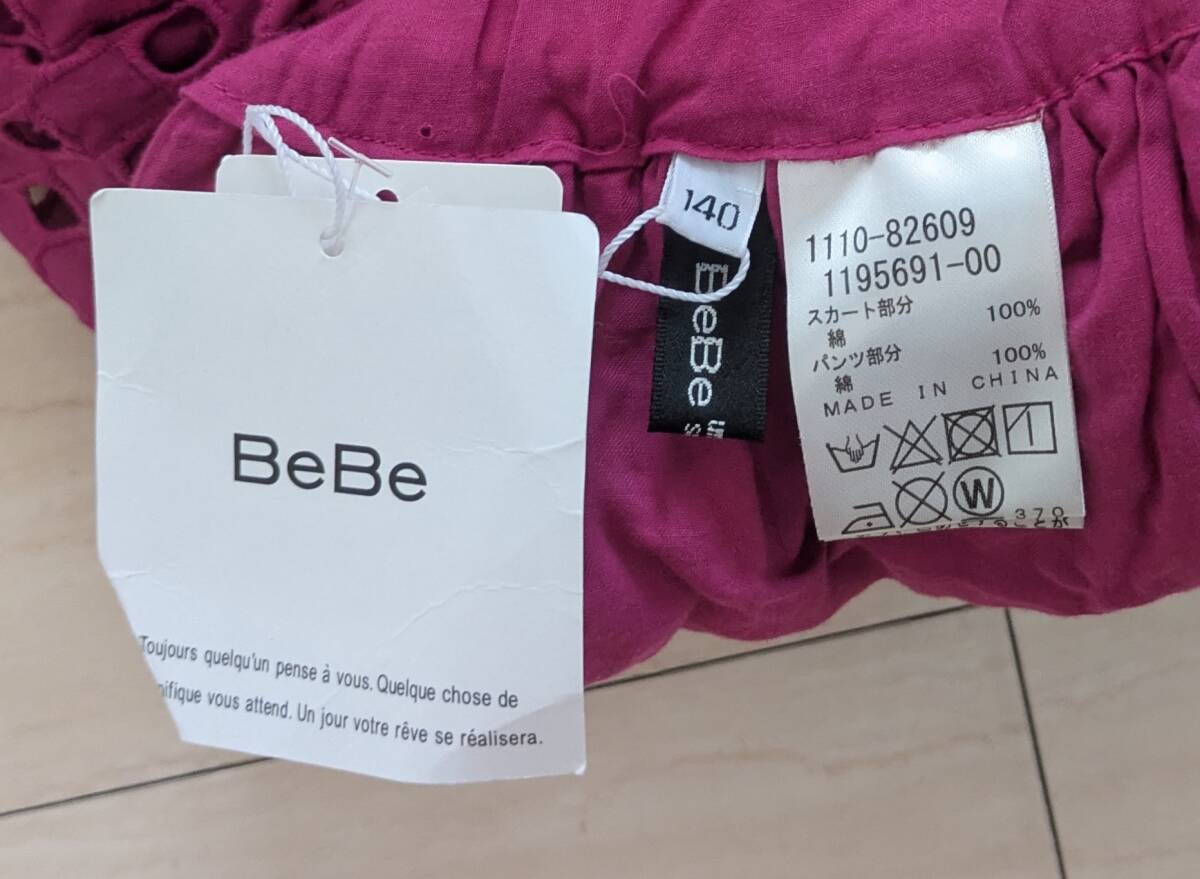 BeBe
Toujours quelqu'un pense à vous. Quelque chose de
vous attend. Un jour votre rêve se réalisera.
140
BeBe
1110-82609
1195691-00
スカート部分
綿 100%
パンツ部分
綿 100%
MADE IN CHINA
W
370